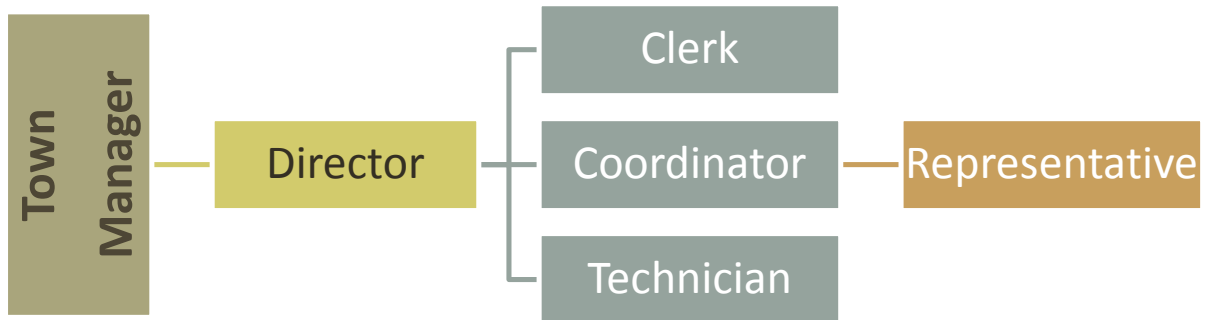 Town
Manager
Director
Clerk
Coordinator
Technician
Representative